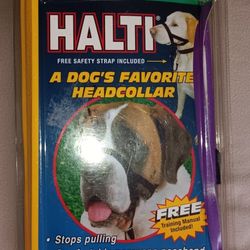 HALTI
FREE SAFETY STRAP INCLUDED
A DOG'S FAVORITE
HEADCOLLAR
FREE
Training Manual
Included!
• Stops pulling